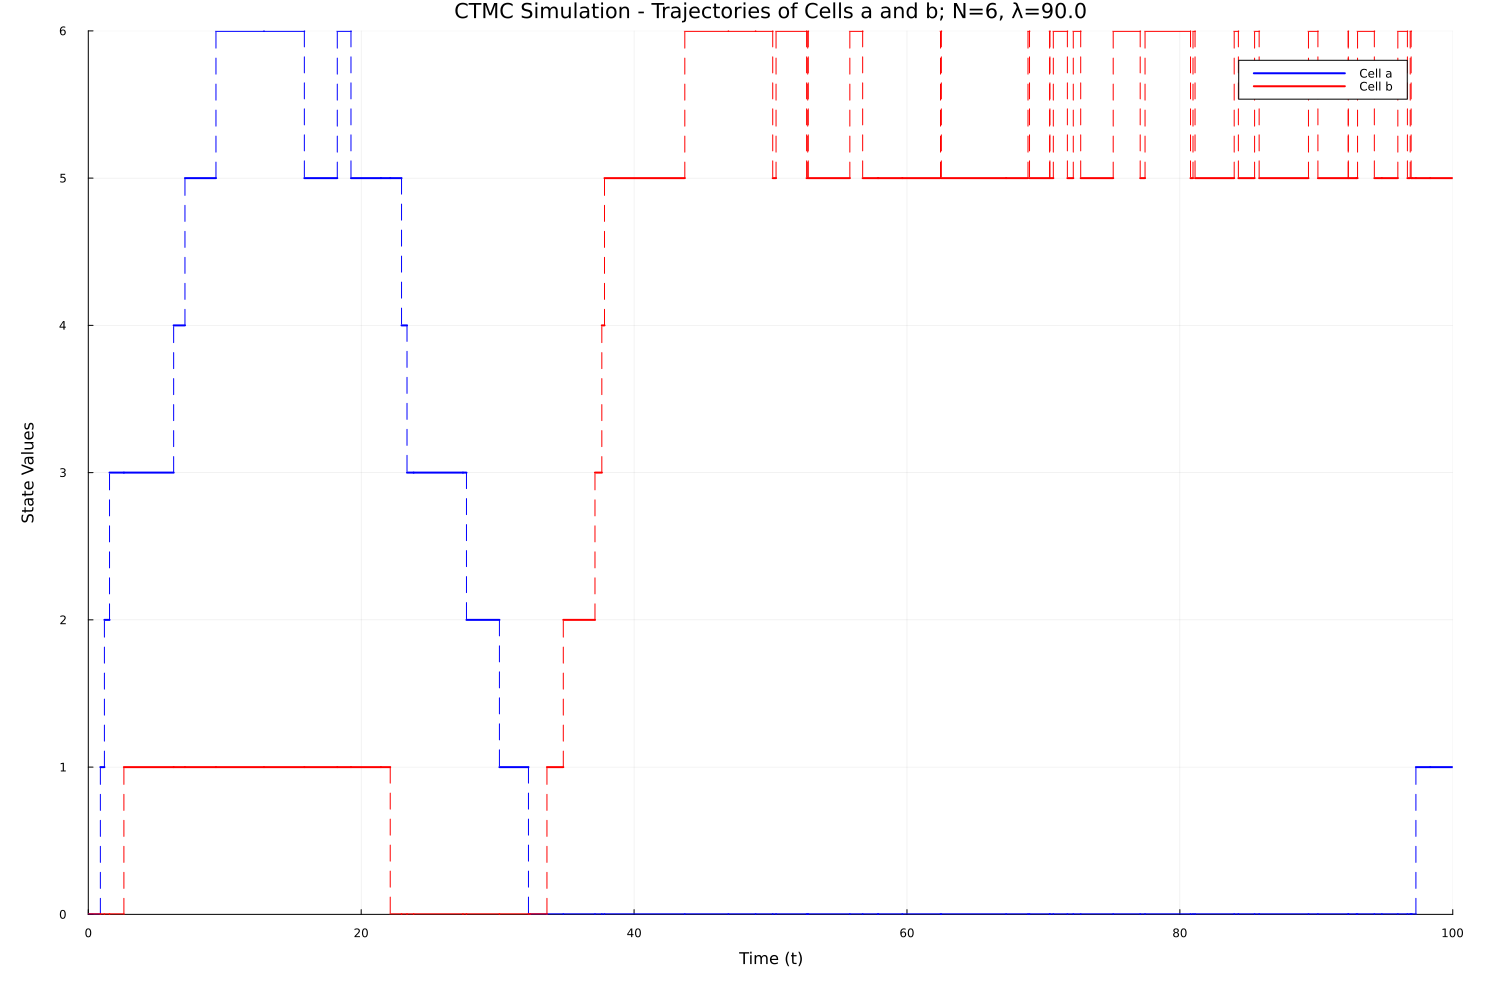 CTMC Simulation - Trajectories of Cells a and b; N=6, λ=90.0
6
5
4
3
2
1
0
State Values
Cell a
Cell b
0 20 40 60 80 100
Time (t)